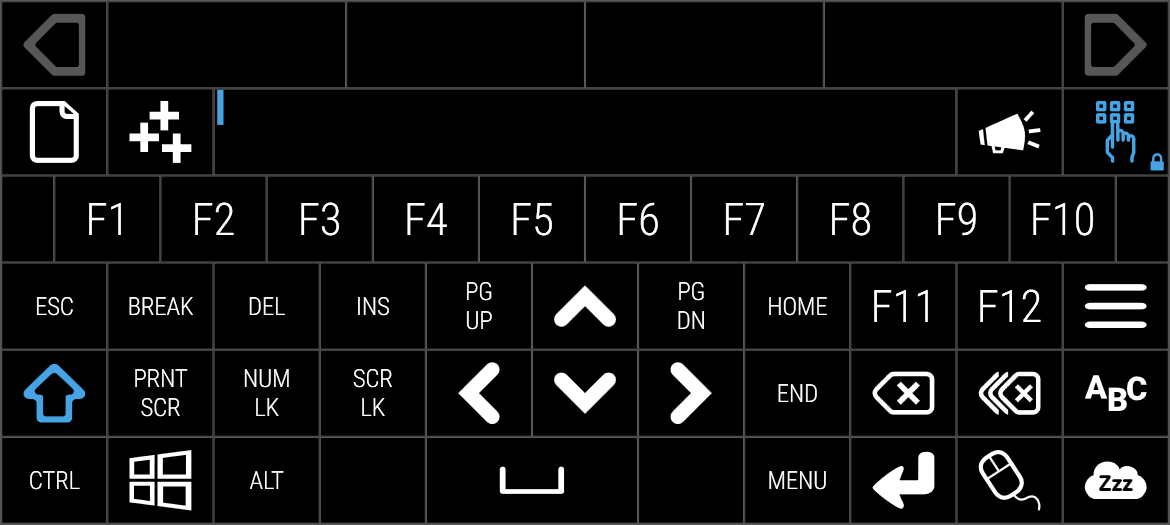 F1 F2 F3 F4 F5 F6 F7 F8 F9 F10
ESC BREAK DEL INS PG UP PG DN HOME F11 F12
PRNT SCR NUM LK SCR LK END ABC
CTRL ALT MENU Zzz